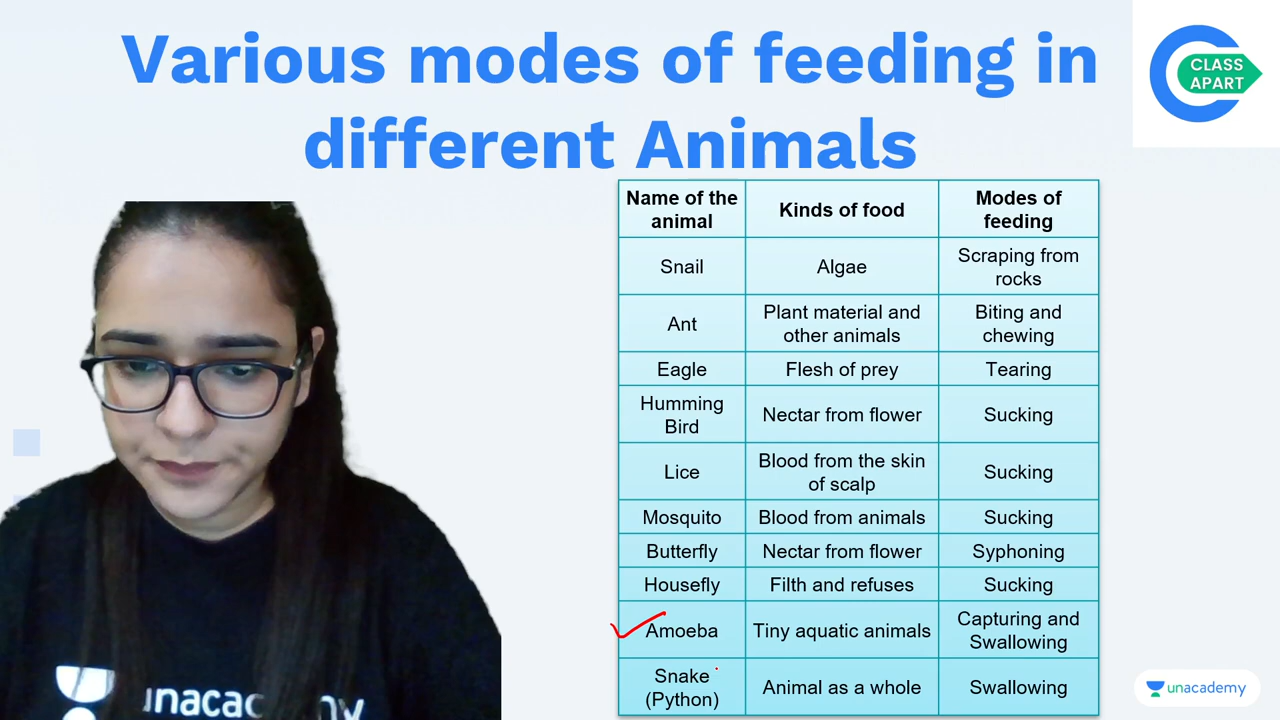 Various modes of feeding in
different Animals
CLASS
APART
Name of the
animal
Kinds of food
Modes of
feeding
Snail
Algae
Scraping from
rocks
Ant
Plant material and
other animals
Biting and
chewing
Eagle
Flesh of prey
Tearing
Humming
Bird
Nectar from flower
Sucking
Lice
Blood from the skin
of scalp
Sucking
Mosquito
Blood from animals
Sucking
Butterfly
Nectar from flower
Syphoning
Housefly
Filth and refuses
Sucking
Amoeba
Tiny aquatic animals
Capturing and
Swallowing
Snake
(Python)
Animal as a whole
Swallowing
unacademy
unacademy